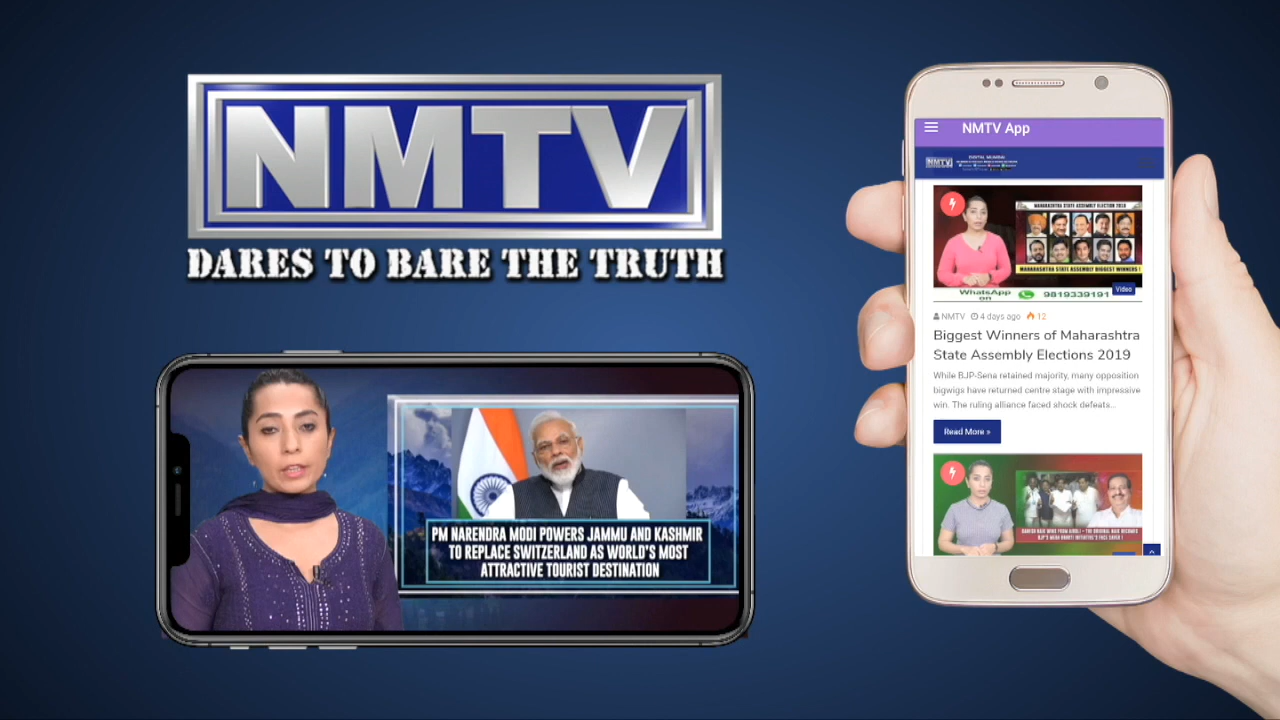 NMTV
DARES TO BARE THE TRUTH
PM NARENDRA MODI POWERS JAMMU AND KASHMIR
TO REPLACE SWITZERLAND AS WORLD'S MOST
ATTRACTIVE TOURIST DESTINATION
NMTV App
NMTV
DIGITAL MUMBAI
MAHARASHTRA STATE ASSEMBLY ELECTION 2019
MAHARASHTRA STATE ASSEMBLY BIGGEST WINNERS !
WhatsApp
on
9819339191
Video
NMTV 4 days ago 12
Biggest Winners of Maharashtra
State Assembly Elections 2019
While BJP-Sena retained majority, many opposition
bigwigs have returned centre stage with impressive
win. The ruling alliance faced shock defeats...
Read More »